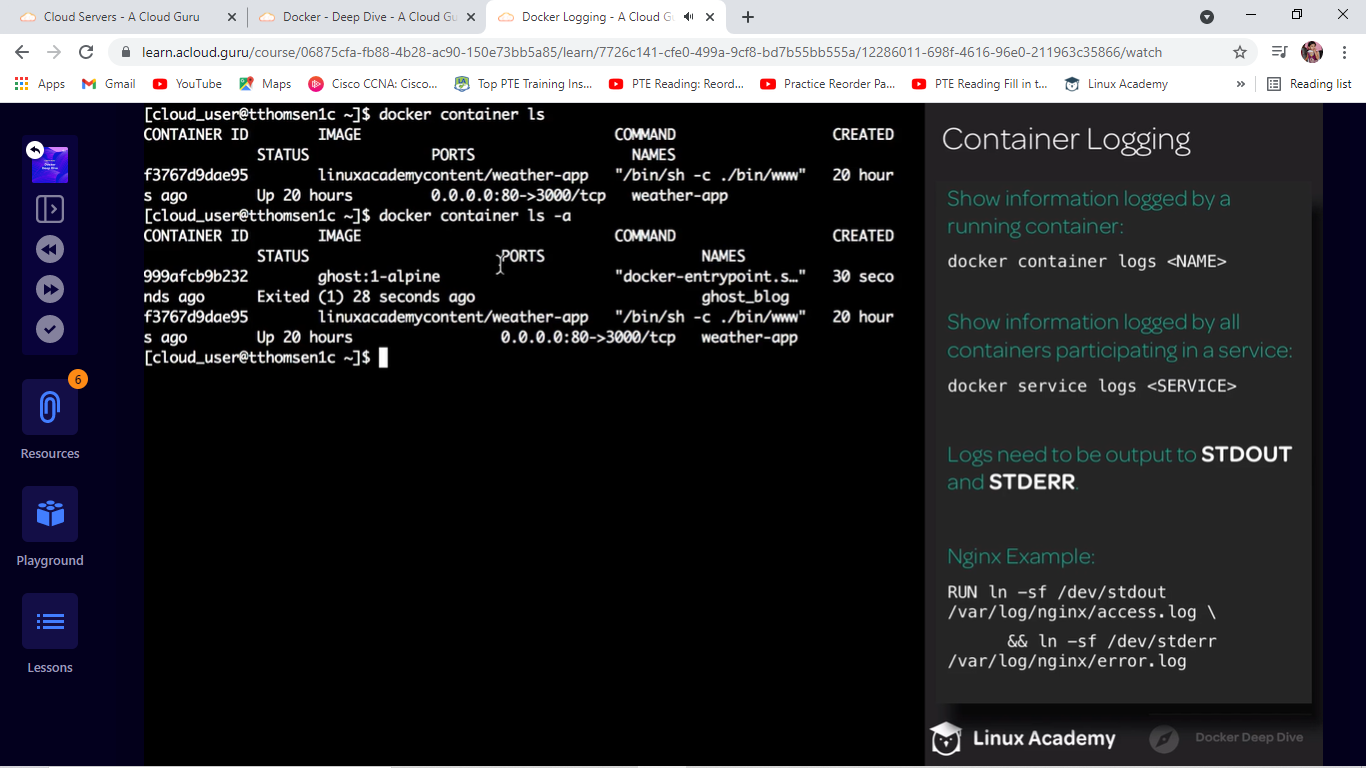 Cloud Servers - A Cloud Guru
Docker - Deep Dive - A Cloud Gu
Docker Logging - A Cloud G
learn.acloud.guru/course/06875cfa-fb88-4b28-ac90-150e73bb5a85/learn/7726c141-cfe0-499a-9cf8-bd7b55bb555a/12286011-698f-4616-96e0-211963c35866/watch
Apps Gmail YouTube Maps Cisco CCNA: Cisco... Top PTE Training Ins... PTE Reading: Reord... Practice Reorder Pa... PTE Reading Fill in t... Linux Academy » Reading list
[cloud_user@tthomsen1c ~]$ docker container ls
CONTAINER ID IMAGE COMMAND CREATED
STATUS PORTS NAMES
f3767d9dae95 linuxacademycontent/weather-app "/bin/sh -c ./bin/www" 20 hour
s ago Up 20 hours 0.0.0.0:80->3000/tcp weather-app
[cloud_user@tthomsen1c ~]$ docker container ls -a
CONTAINER ID IMAGE COMMAND CREATED
STATUS PORTS NAMES
999afcb9b232 ghost:1-alpine "docker-entrypoint.s…" 30 seco
nds ago Exited (1) 28 seconds ago ghost_blog
f3767d9dae95 linuxacademycontent/weather-app "/bin/sh -c ./bin/www" 20 hour
s ago Up 20 hours 0.0.0.0:80->3000/tcp weather-app
[cloud_user@tthomsen1c ~]$
6
Resources
Playground
Lessons
Container Logging
Show information logged by a
running container:
docker container logs <NAME>
Show information logged by all
containers participating in a service:
docker service logs <SERVICE>
Logs need to be output to STDOUT
and STDERR.
Nginx Example:
RUN ln -sf /dev/stdout
/var/log/nginx/access.log \
&& ln -sf /dev/stderr
/var/log/nginx/error.log
Linux Academy
Docker Deep Dive